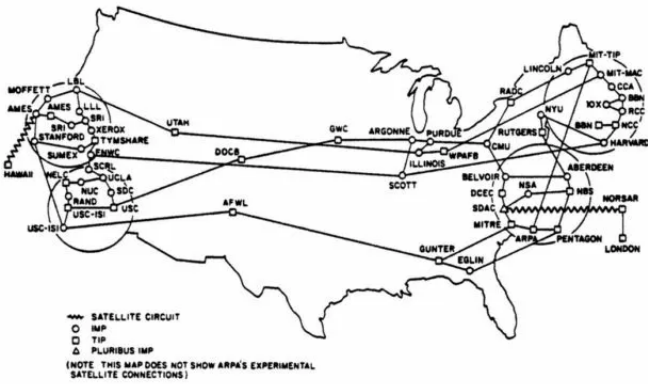 LINCOLN
MIT-TIP
MIT-MAC
MOFFETT
LBL
CCA
RADC
BBN
AMES
AMES
LLL
NYU
10X
RCC
SRI
UTAH
GWC
ARGONNE
PURDUE
RUTGERS
BBN
NCC
SRI
XEROX
STANFORD
TYMSHARE
HARVARD
SUMEX
FNWC
DOCB
ILLINOIS
WPAFB
CMU
HAWAII
NELC
SCRL
UCLA
SCOTT
BELVOIR
ABERDEEN
NUC
SDC
DCEC
NSA
NBS
RAND
NORSAR
USC-ISI
USC
AFWL
SDAC
USC-ISI
MITRE
ARPA
PENTAGON
LONDON
GUNTER
EGLIN
SATELLITE CIRCUIT
IMP
TIP
PLURIBUS IMP
(NOTE THIS MAP DOES NOT SHOW ARPA'S EXPERIMENTAL
SATELLITE CONNECTIONS)